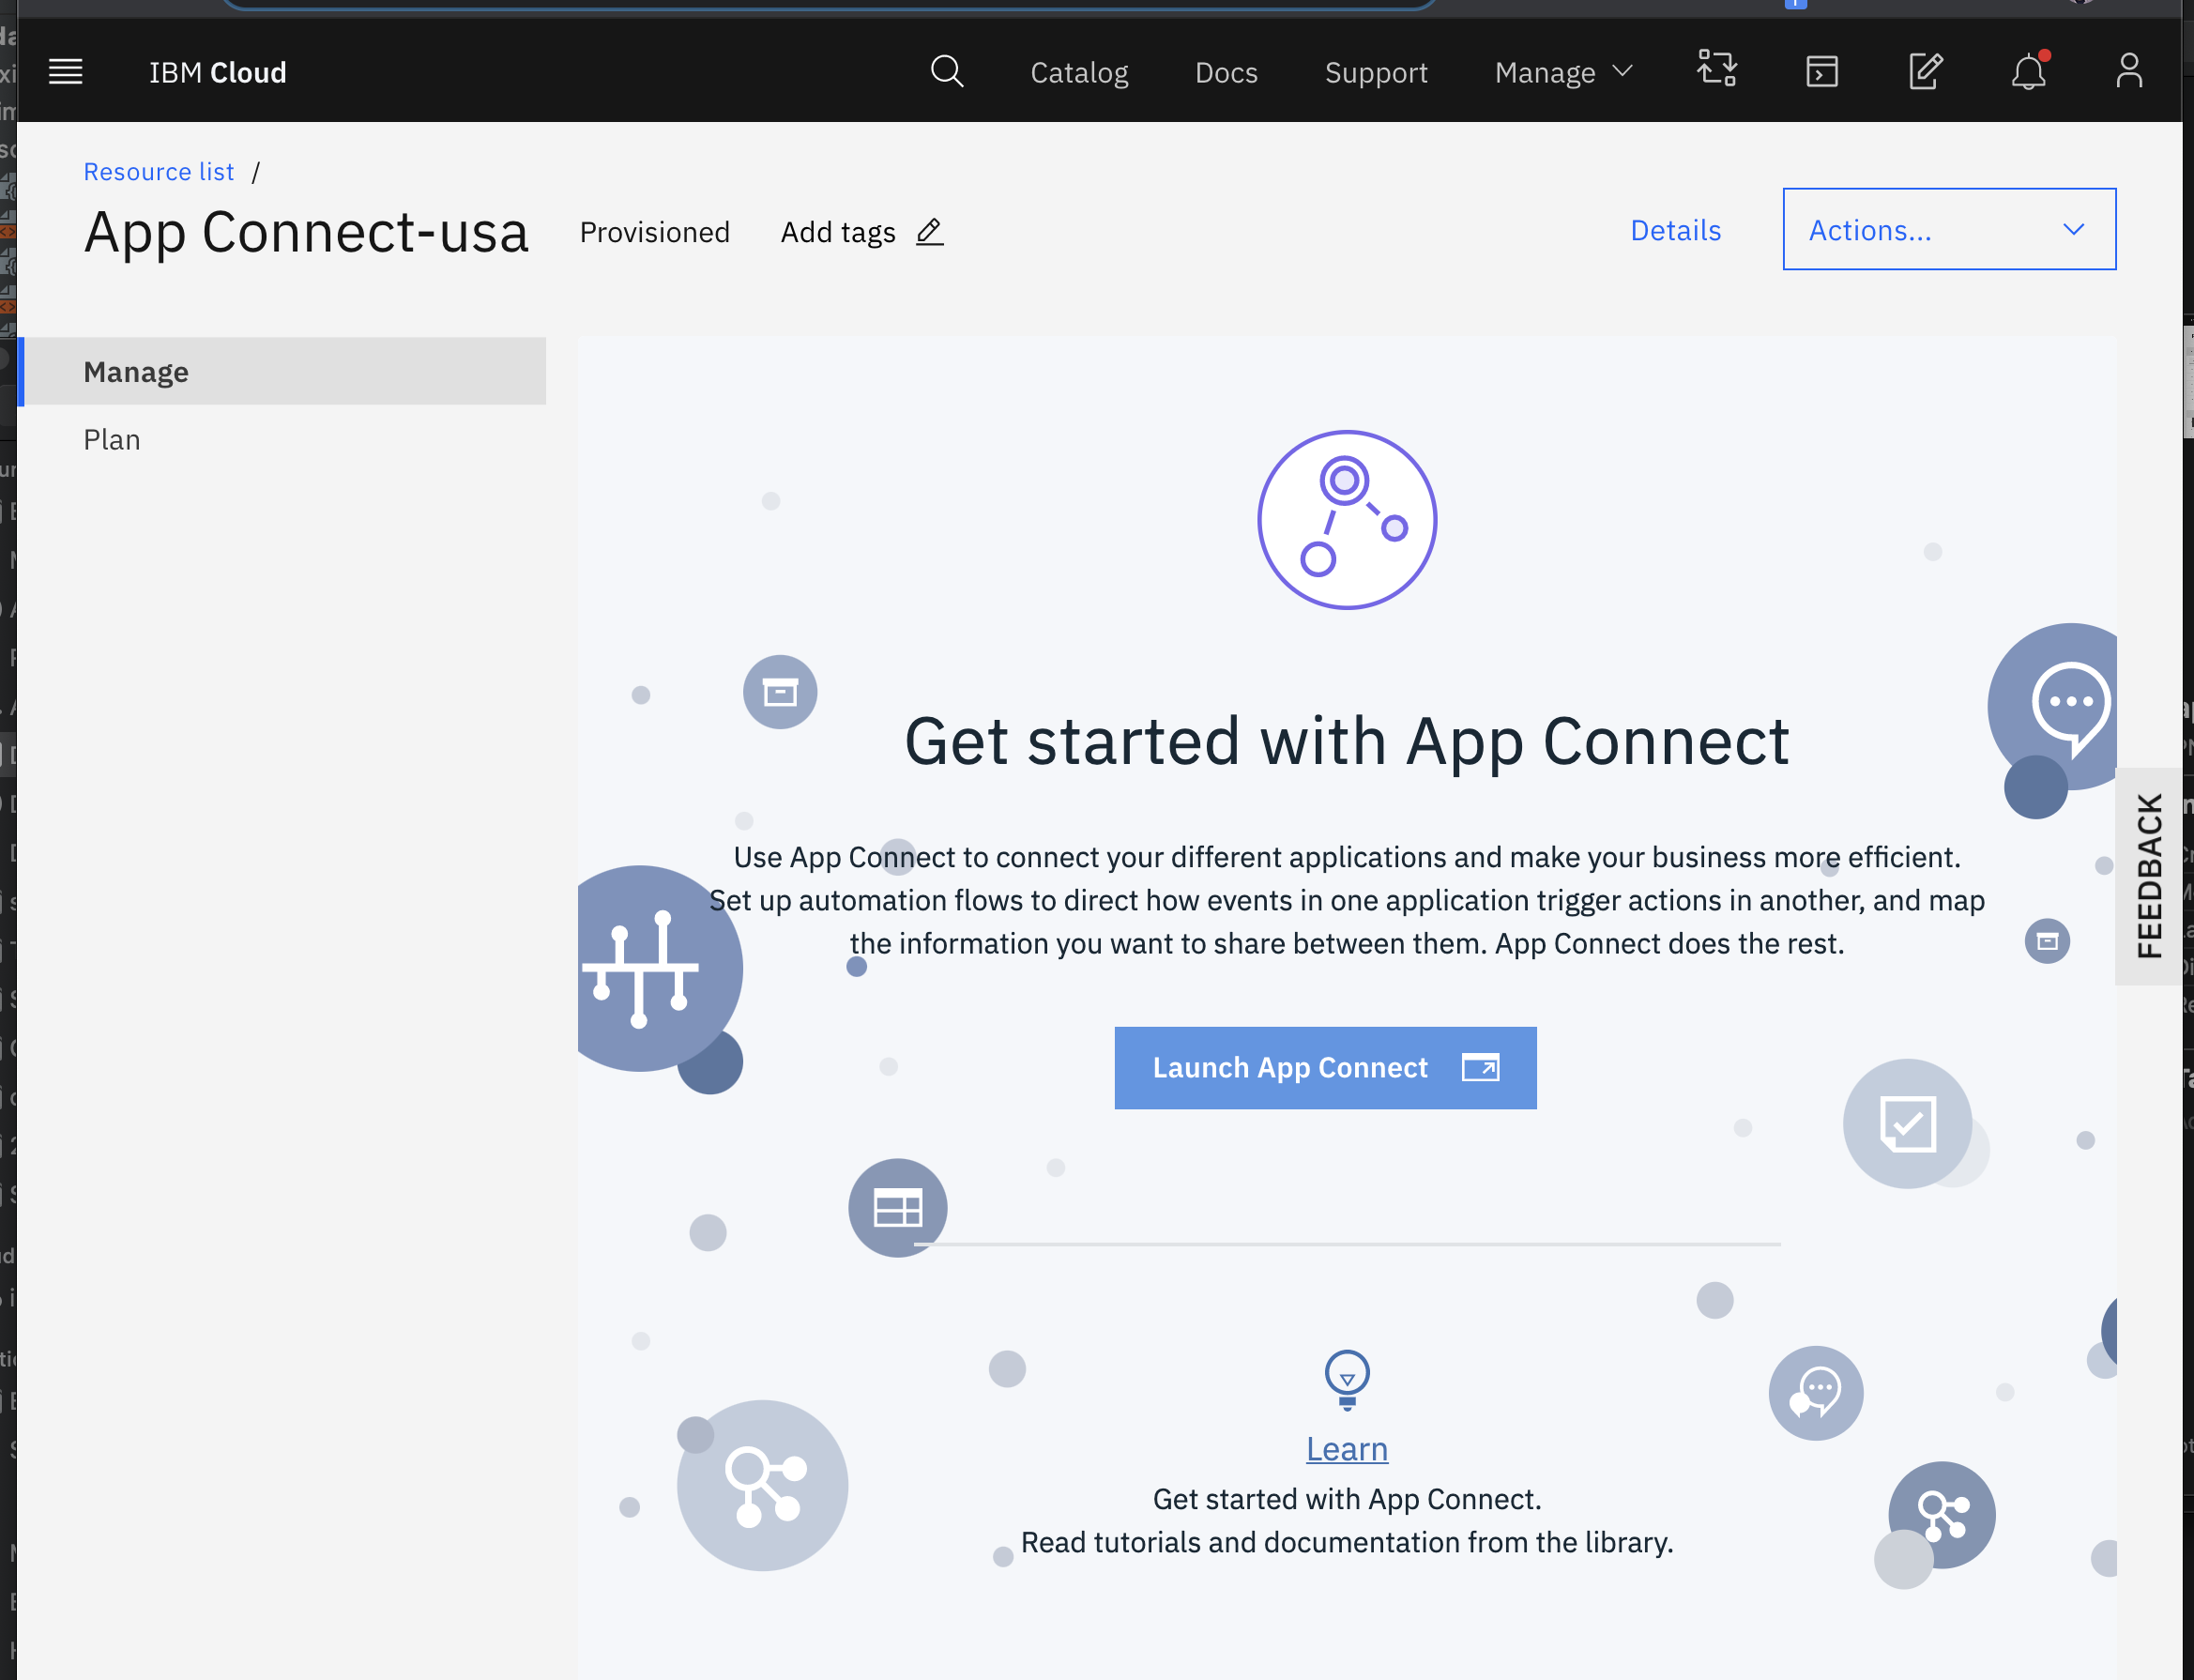 IBM Cloud
Catalog
Docs
Support
Manage
Resource list /
App Connect-usa
Provisioned
Add tags
Details
Actions...
Manage
Plan
Get started with App Connect
Use App Connect to connect your different applications and make your business more efficient.
Set up automation flows to direct how events in one application trigger actions in another, and map
the information you want to share between them. App Connect does the rest.
FEEDBACK
Launch App Connect
Learn
Get started with App Connect.
Read tutorials and documentation from the library.